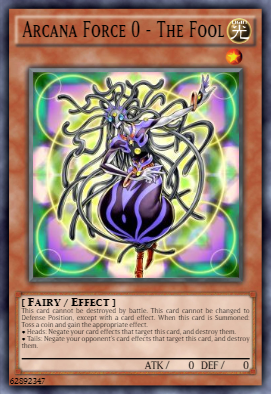 ARCANA FORCE 0 - THE FOOL
光
[ FAIRY / EFFECT ]
This card cannot be destroyed by battle. This card cannot be changed to
Defense Position, except with a card effect. When this card is Summoned:
Toss a coin and gain the appropriate effect.
● Heads: Negate your card effects that target this card, and destroy them.
● Tails: Negate your opponent's card effects that target this card, and destroy
them.
ATK / 0 DEF / 0
62892347